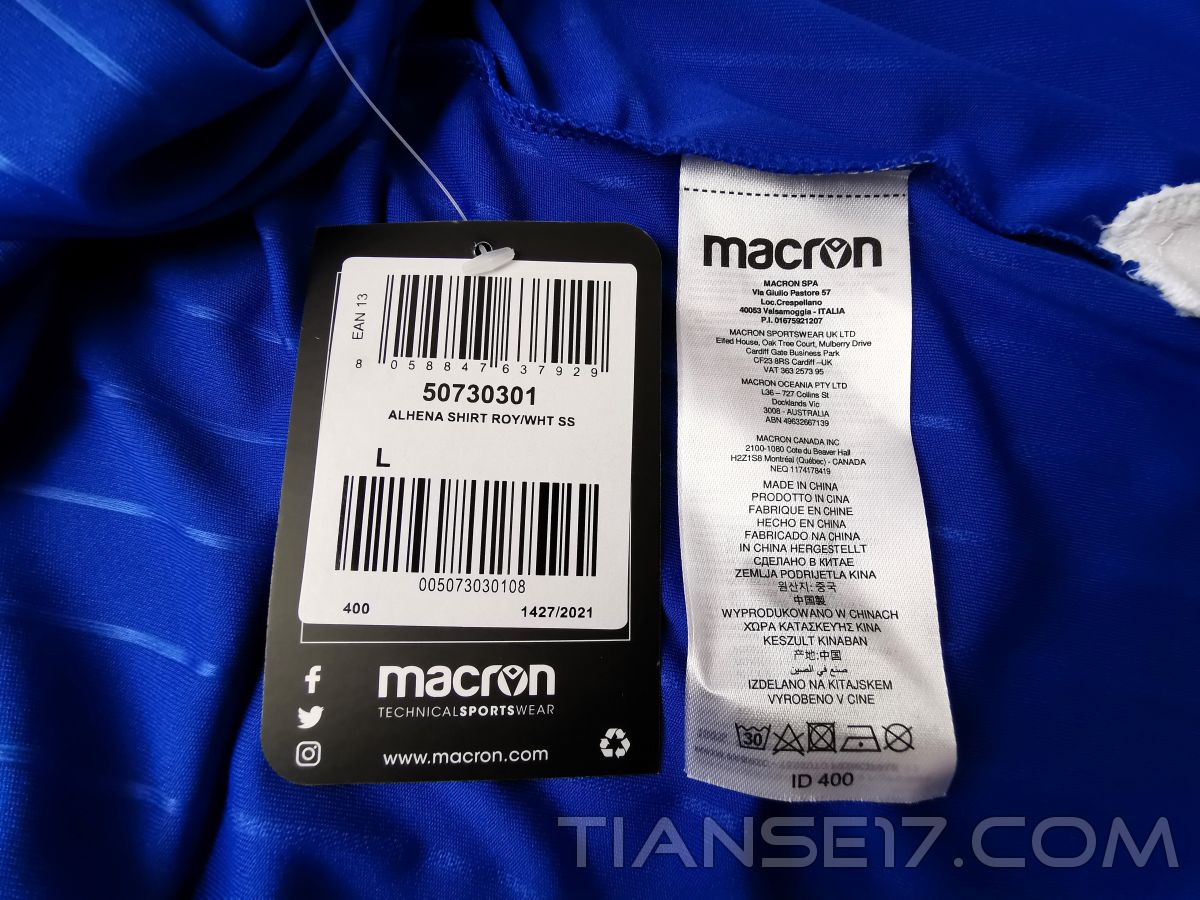 EAN 13
8 058847 637929
50730301
ALHENA SHIRT ROY/WHT SS
L
005073030108
400 1427/2021
macron
TECHNICALSPORTSWEAR
www.macron.com
macron
MACRON SPA
Via Giulio Pastore 57
Loc.Crespellano
40053 Valsamoggia - ITALIA
P.I. 01675921207
MACRON SPORTSWEAR UK LTD
Elfed House, Oak Tree Court, Mulberry Drive
Cardiff Gate Business Park
CF23 8RS Cardiff –UK
VAT 363 2573 95
MACRON OCEANIA PTY LTD
L36 – 727 Collins St
Docklands Vic
3008 - AUSTRALIA
ABN 49632667139
MACRON CANADA INC
2100-1080 Cote du Beaver Hall
H2Z1S8 Montréal (Québec) - CANADA
NEQ 1174178419
MADE IN CHINA
PRODOTTO IN CINA
FABRIQUE EN CHINE
HECHO EN CHINA
FABRICADO NA CHINA
IN CHINA HERGESTELLT
СДЕЛАНО В КИТАЕ
ZEMLJA PODRIJETLA KINA
원산지: 중국
中国製
WYPRODUKOWANO W CHINACH
ΧΩΡΑ ΚΑΤΑΣΚΕΥΗΣ ΚΙΝΑ
KESZULT KINABAN
产地:中国
صنع في الصين
IZDELANO NA KITAJSKEM
VYROBENO V CINE
30
ID 400
TIANSE17.COM